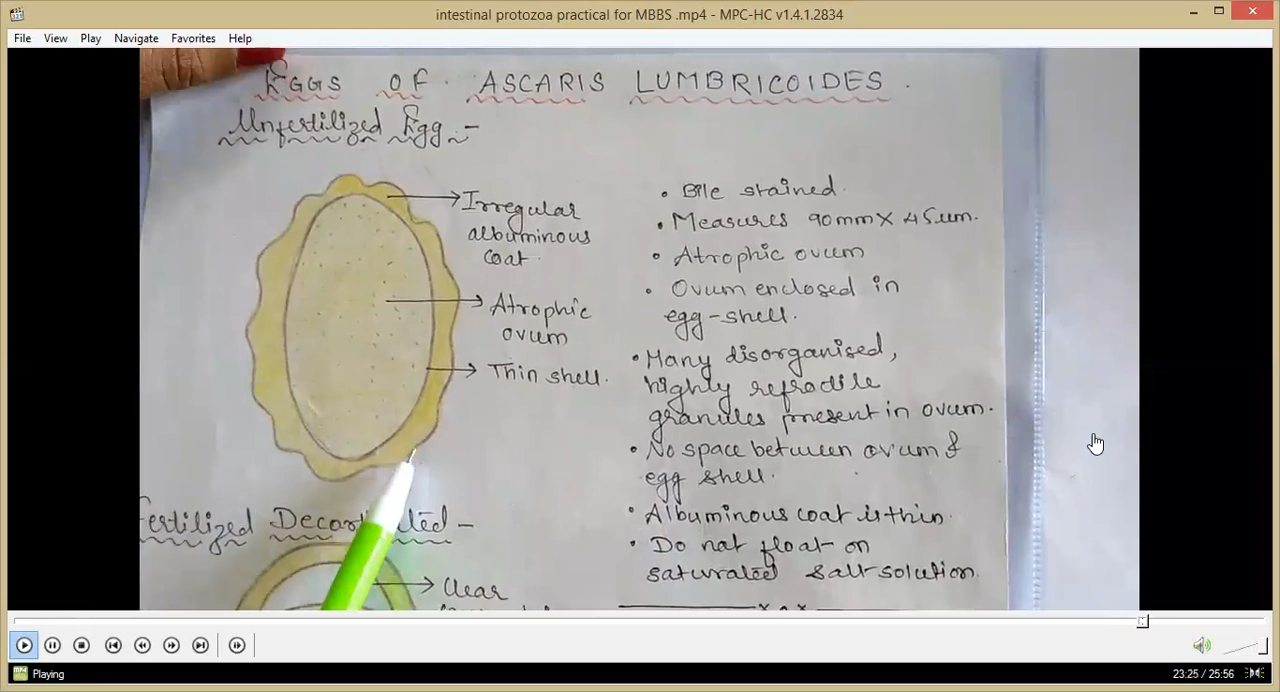 intestinal protozoa practical for MBBS .mp4 - MPC-HC v1.4.1.2834
File View Play Navigate Favorites Help
EGGS OF ASCARIS LUMBRICOIDES.
Unfertilized Egg:-
Irregular
albuminous
coat.
Atrophic
ovum
Thin shell.
• Bile stained.
• Measures 90mm X 45um.
• Atrophic ovum
• Ovum enclosed in
egg-shell.
• Many disorganised,
highly refradile
granules present in ovum.
• No space between ovum &
egg shell.
• Albuminous coat is thin.
• Do not float on
saturated salt solution.
Fertilized
Clear
Playing
23:25 / 25:56